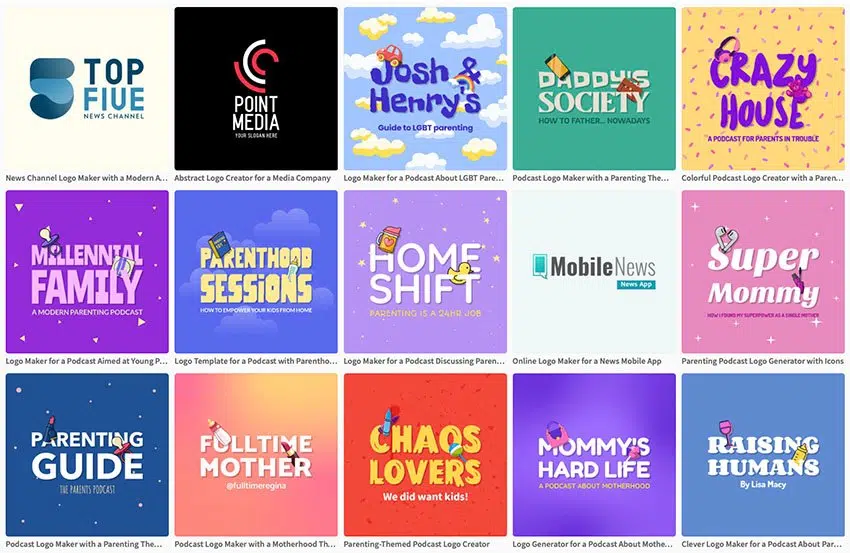 TOP
FIVE
NEWS CHANNEL
News Channel Logo Maker with a Modern A...
POINT
MEDIA
YOUR SLOGAN HERE
Abstract Logo Creator for a Media Company
Josh &
Henry's
Guide to LGBT parenting
Logo Maker for a Podcast About LGBT Pare...
DADDY'S
SOCIETY
HOW TO FATHER... NOWADAYS
Podcast Logo Maker with a Parenting The...
CRAZY
HOUSE
A PODCAST FOR PARENTS IN TROUBLE
Colorful Podcast Logo Creator with a Paren...
MILLENNIAL
FAMILY
A MODERN PARENTING PODCAST
Logo Maker for a Podcast Aimed at Young P...
PARENTHOOD
SESSIONS
HOW TO EMPOWER YOUR KIDS FROM HOME
Logo Template for a Podcast with Parentho...
HOME
SHIFT
PARENTING IS A 24HR JOB
Logo Maker for a Podcast Discussing Paren...
MobileNews
News App
Online Logo Maker for a News Mobile App
Super
Mommy
HOW I FOUND MY SUPERPOWER AS A SINGLE MOTHER
Parenting Podcast Logo Generator with Icons
PARENTING
GUIDE
THE PARENTS PODCAST
Podcast Logo Maker with a Parenting The...
FULLTIME
MOTHER
@fulltimeregina
Podcast Logo Maker with a Motherhood Th...
CHAOS
LOVERS
We did want kids!
Parenting-Themed Podcast Logo Creator
MOMMY'S
HARD LIFE
A PODCAST ABOUT MOTHERHOOD
Logo Generator for a Podcast About Mothe...
RAISING
HUMANS
By Lisa Macy
Clever Logo Maker for a Podcast About Par...